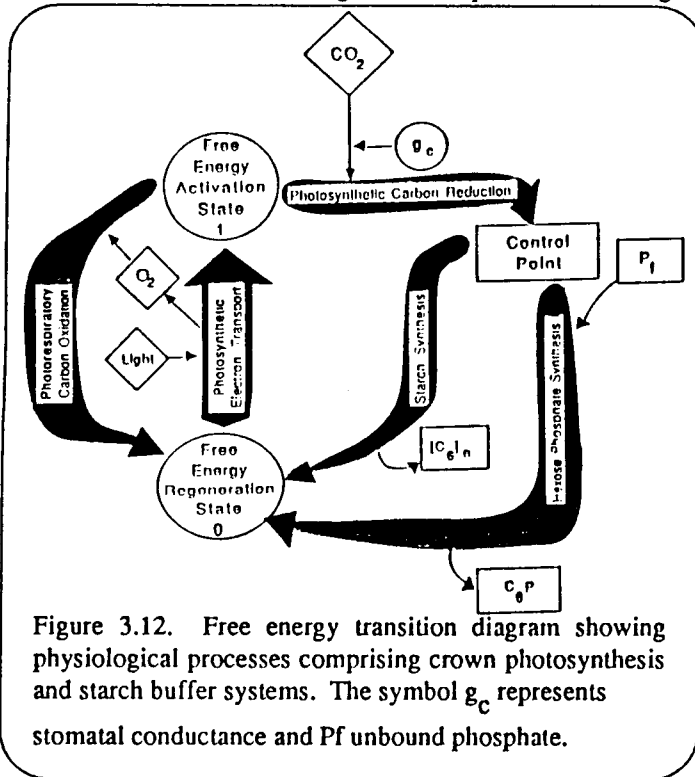 CO2
gc
Free
Energy
Activation
State
1
Photosynthetic Carbon Reduction
Control
Point
Pf
O2
Light
Photorespiratory
Carbon Oxidation
Photosynthetic
Electron Transport
Starch Synthesis
Hexose Phosphate Synthesis
Free
Energy
Regeneration
State
0
[C6]n
C6P
Figure 3.12. Free energy transition diagram showing
physiological processes comprising crown photosynthesis
and starch buffer systems. The symbol gc represents
stomatal conductance and Pf unbound phosphate.